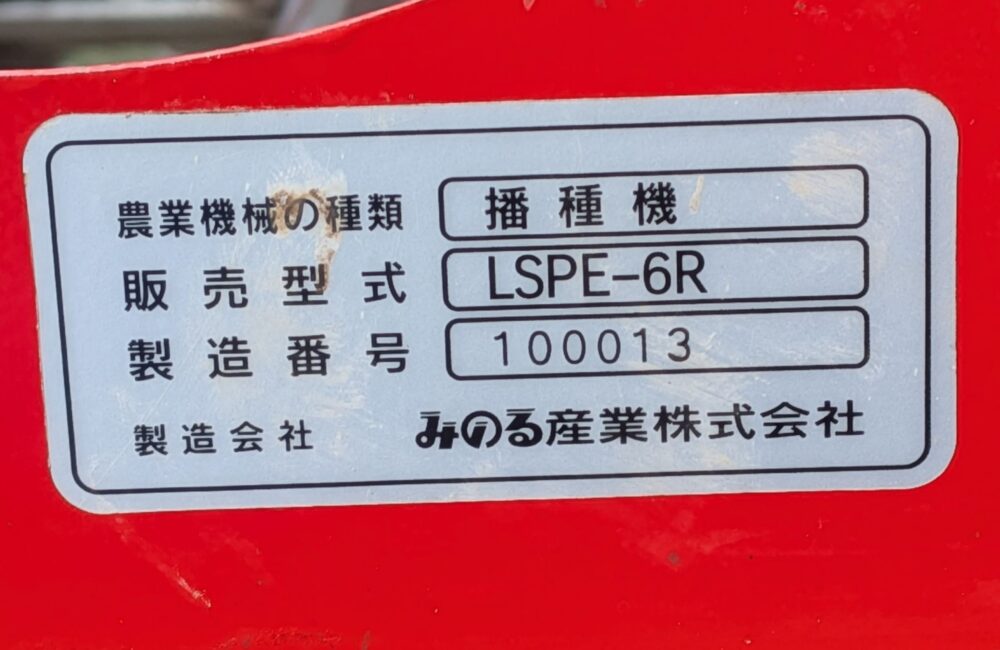 農業機械の種類 播種機
販売型式 LSPE-6R
製造番号 100013
製造会社 みのる産業株式会社